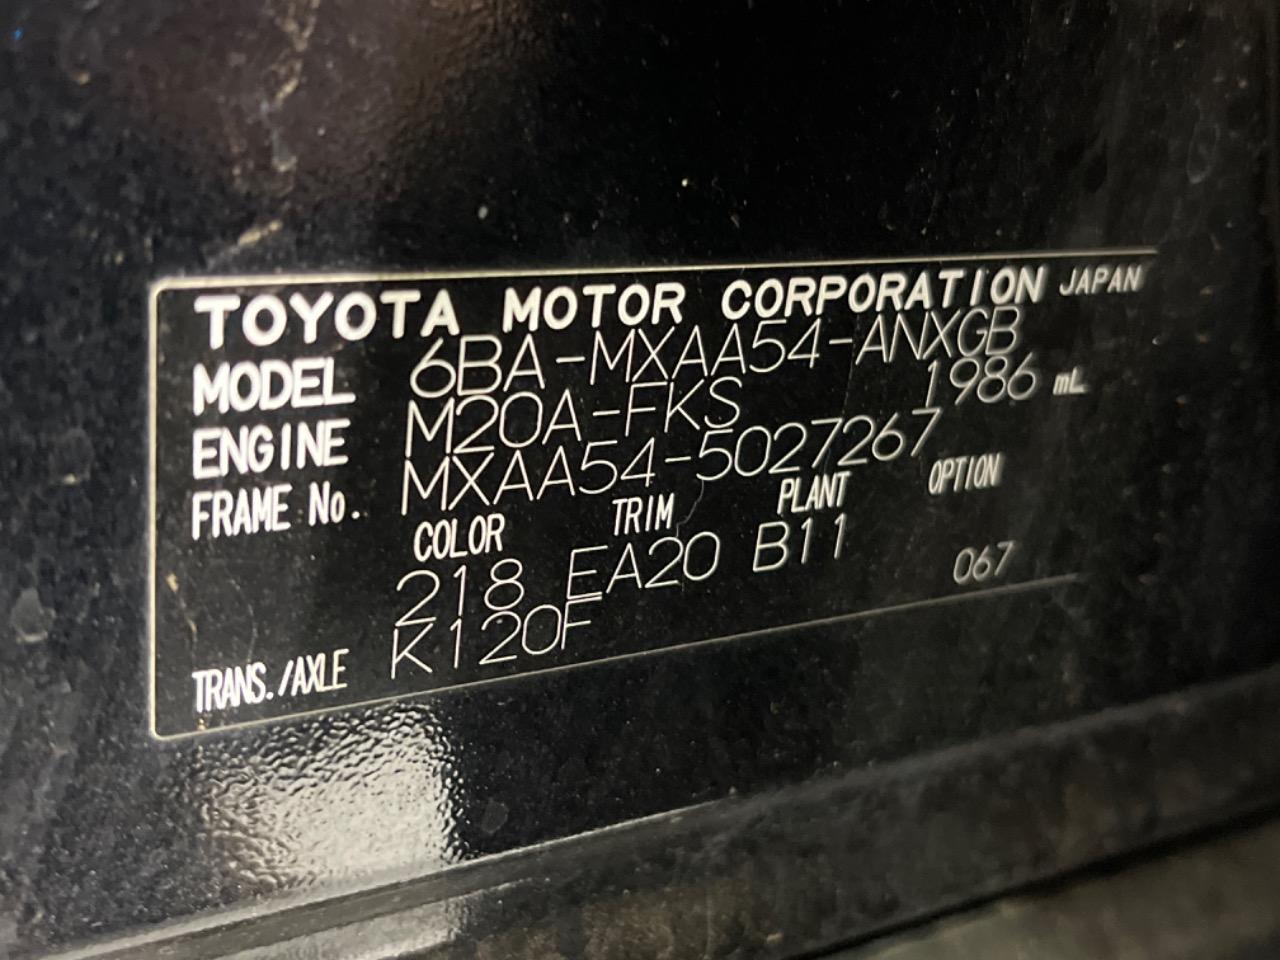 TOYOTA MOTOR CORPORATION JAPAN
MODEL 6BA-MXAA54-ANXGB
ENGINE M20A-FKS 1986 mL
FRAME No. MXAA54-5027267
COLOR TRIM PLANT OPTION
218 EA20 B11 067
TRANS./AXLE K120F